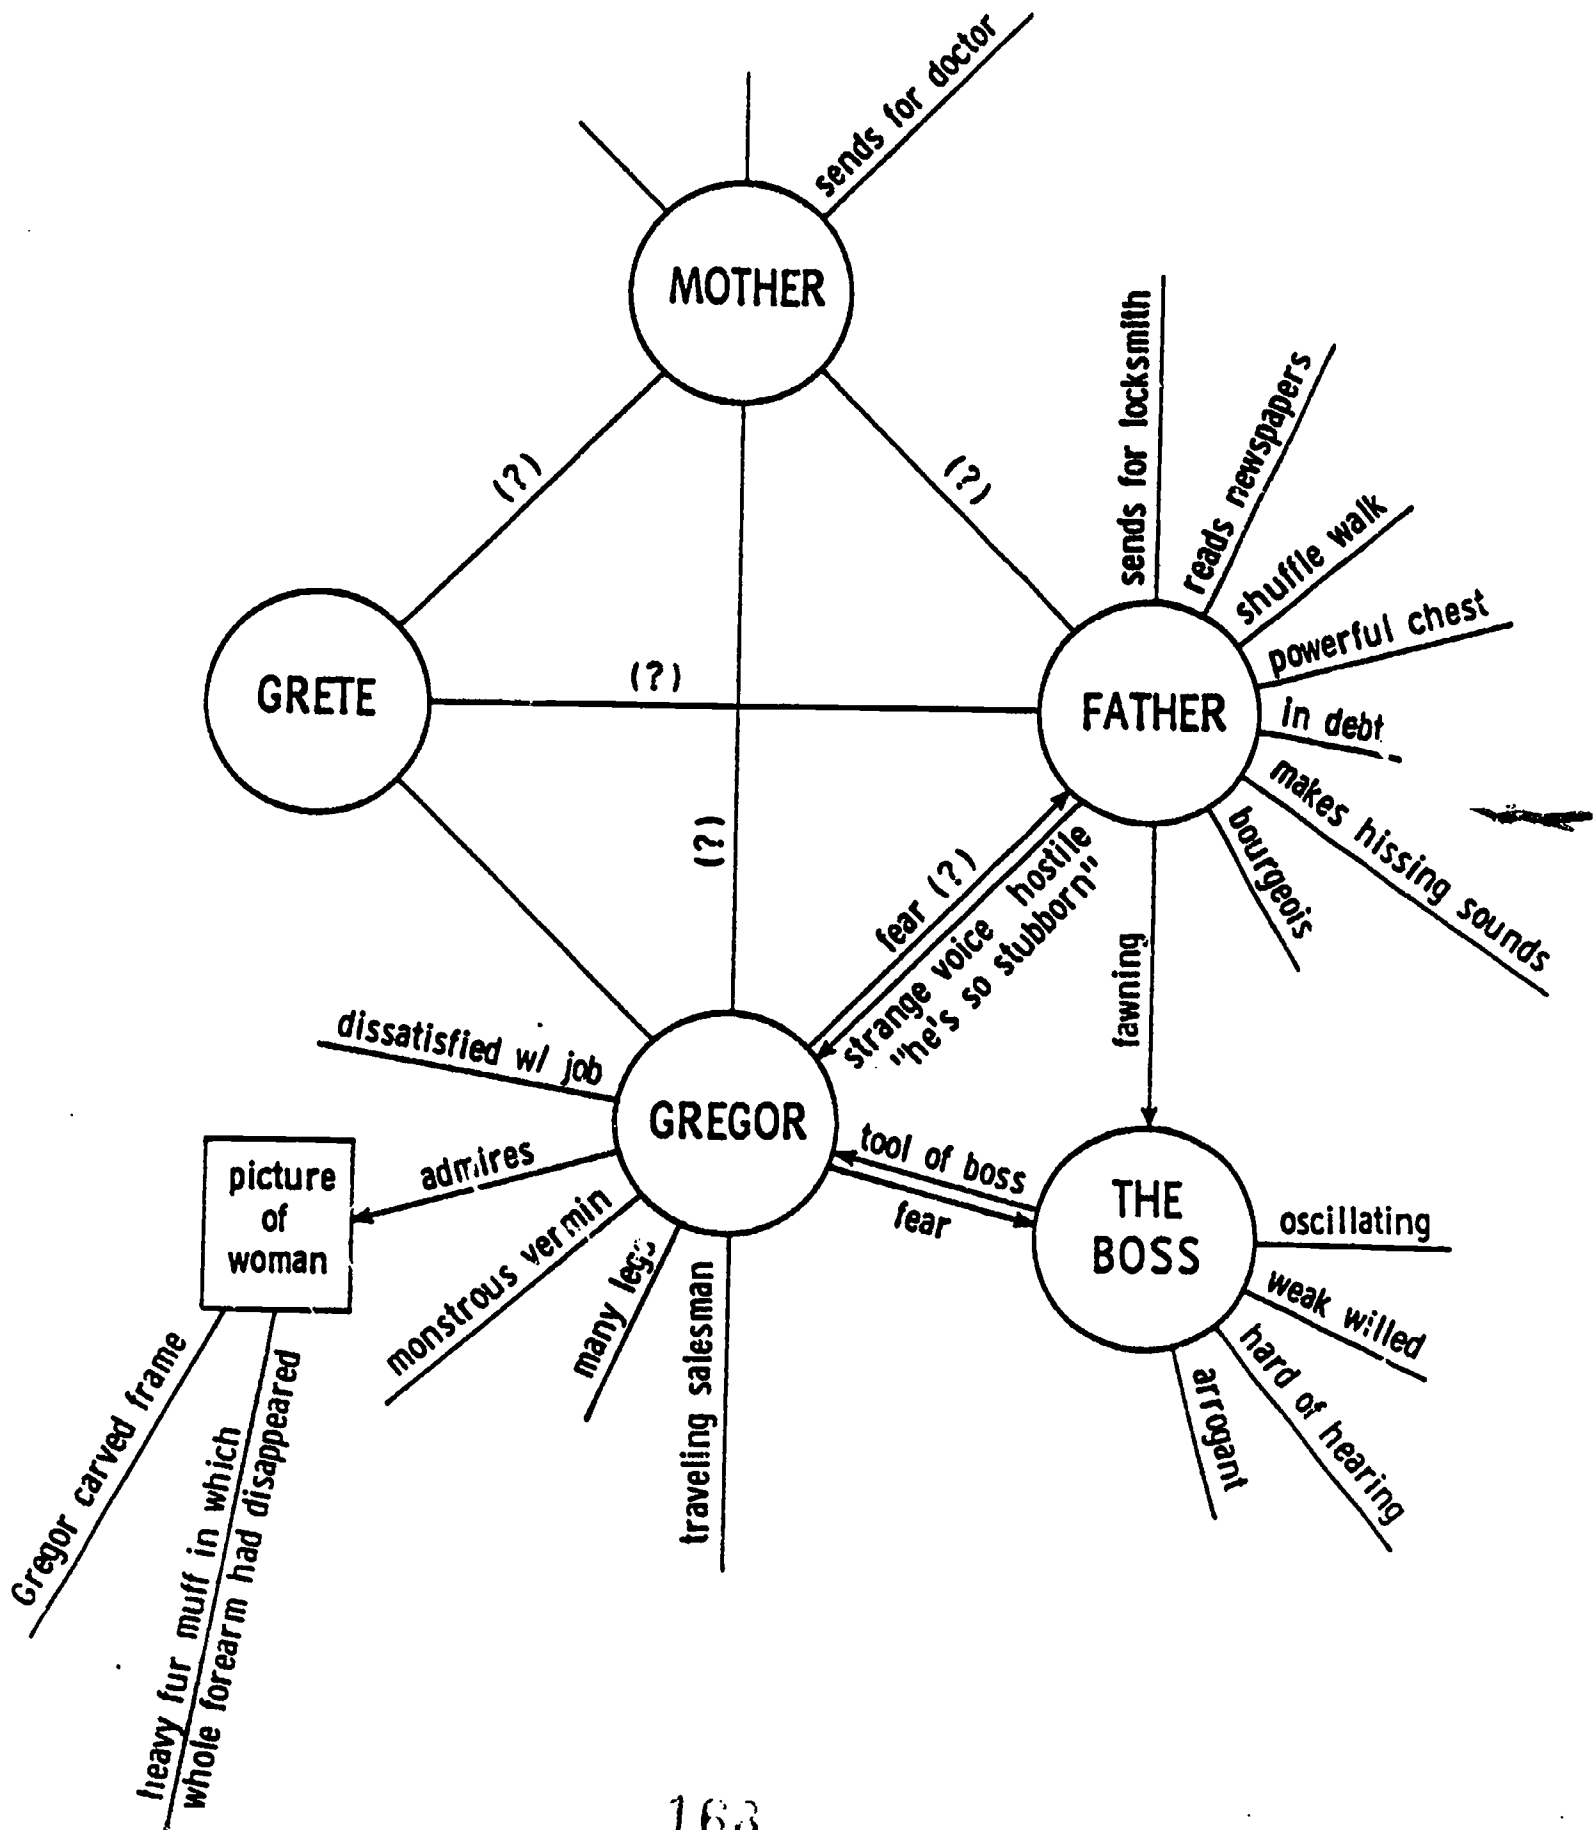 sends for doctor
MOTHER
sends for locksmith
reads newspapers
shuffle walk
powerful chest
in debt
makes hissing sounds
bourgeois
(?)
(?)
GRETE
(?)
FATHER
(?)
fear (?)
strange voice hostile
"he's so stubborn"
fawning
dissatisfied w/ job
GREGOR
admires
picture
of
woman
monstrous vermin
many legs
traveling salesman
tool of boss
fear
THE
BOSS
oscillating
weak willed
hard of hearing
arrogant
Gregor carved frame
heavy fur muff in which
whole forearm had disappeared